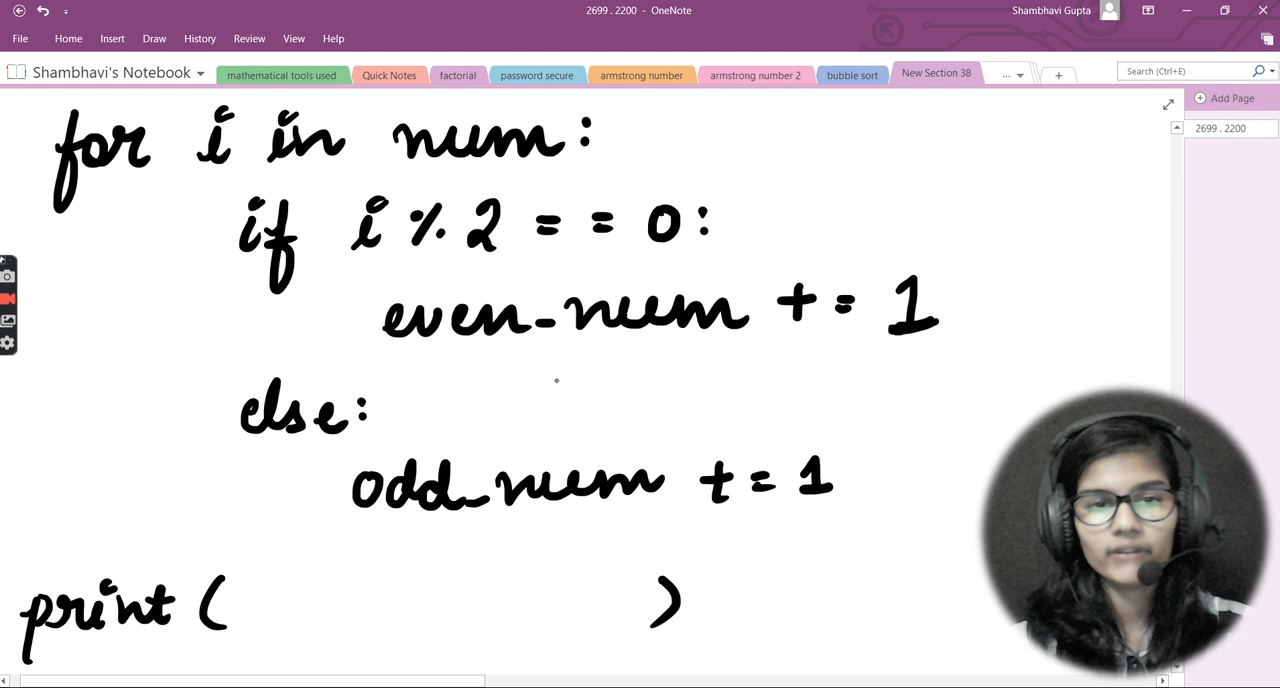 2699 . 2200 - OneNote
Shambhavi Gupta
File Home Insert Draw History Review View Help
Shambhavi's Notebook
mathematical tools used
Quick Notes
factorial
password secure
armstrong number
armstrong number 2
bubble sort
New Section 38
...
+
Search (Ctrl+E)
Add Page
2699 . 2200
for i in num:
if i % 2 = = 0:
even_num + = 1
else:
odd_num + = 1
print ( )